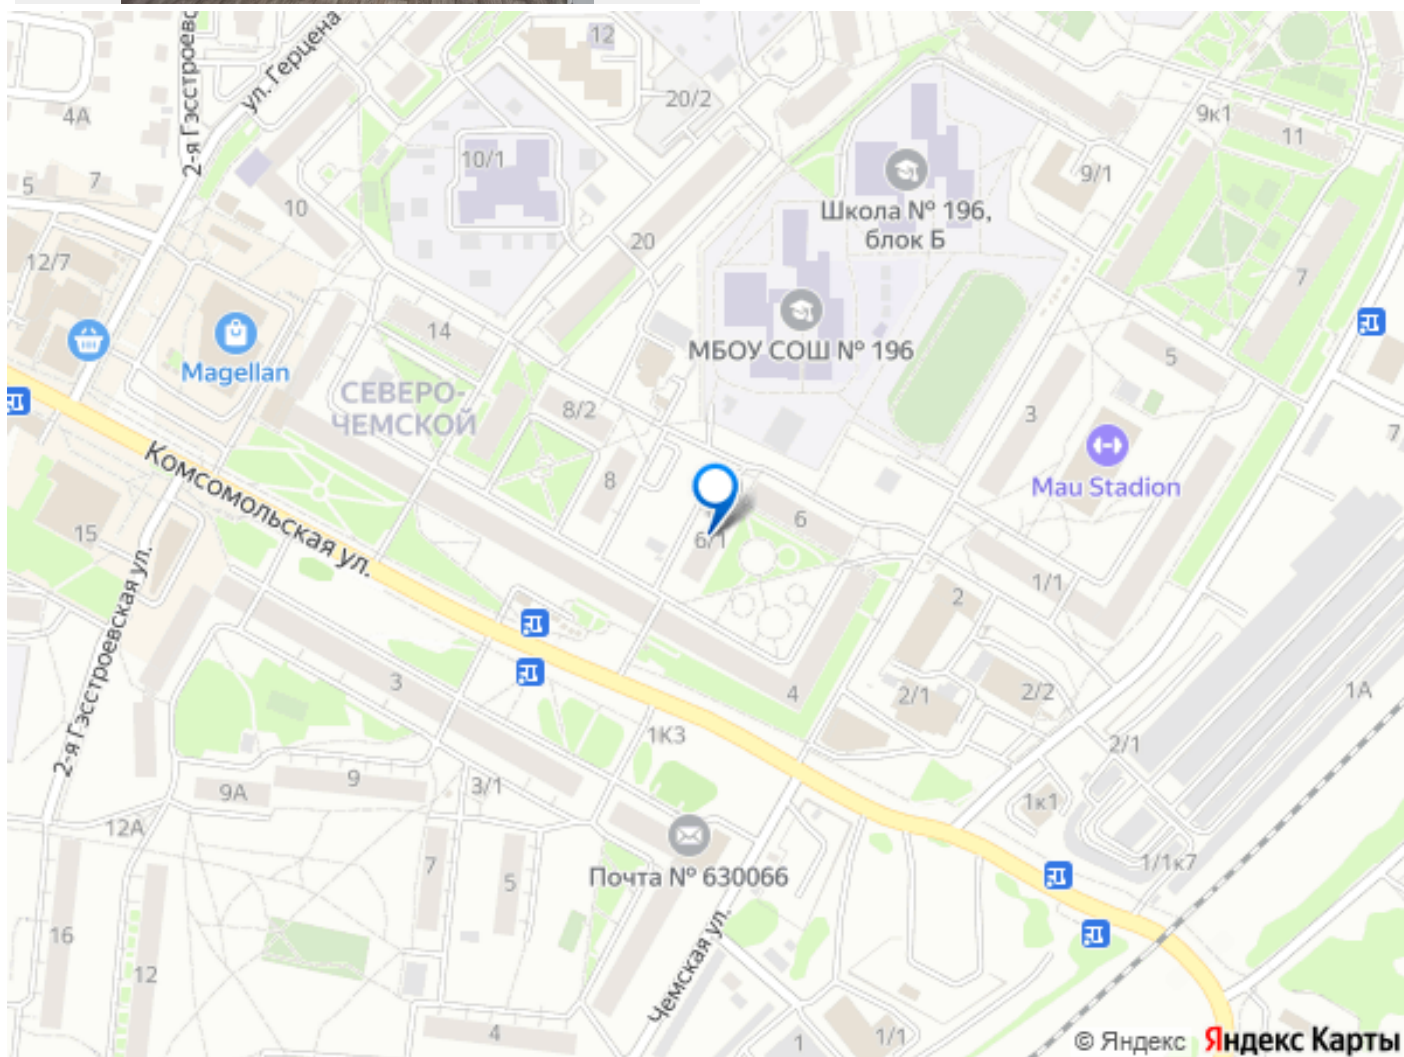 2-я Гэсстроевс
ул. Герцена
12
4А
20/2
9к1
11
10/1
9/1
5
7
10
Школа № 196,
блок Б
20
12/7
7
14
Magellan
МБОУ СОШ № 196
5
СЕВЕРО-
ЧЕМСКОЙ
8/2
3
7
Комсомольская ул.
8
Mau Stadion
6
15
6/1
1/1
2
2-я Гэсстроевская ул.
3
4
2/1
2/2
1А
1К3
2/1
9А
9
3/1
1к1
12А
7
5
Почта № 630066
1/1к7
16
12
Чемская ул.
4
1
1/1
© Яндекс Яндекс Карты